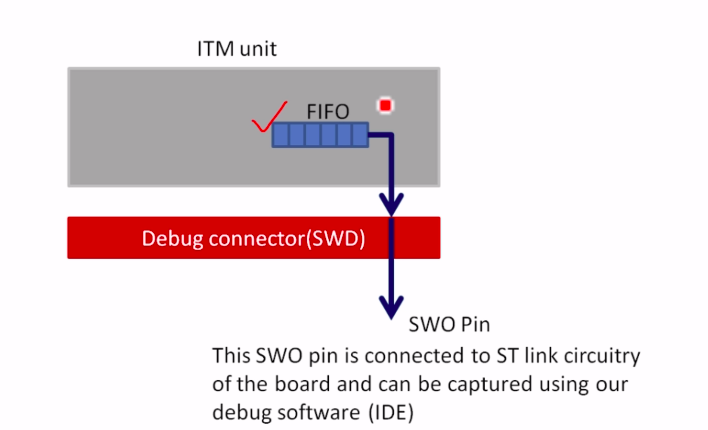 ITM unit
FIFO
Debug connector(SWD)
SWO Pin
This SWO pin is connected to ST link circuitry
of the board and can be captured using our
debug software (IDE)